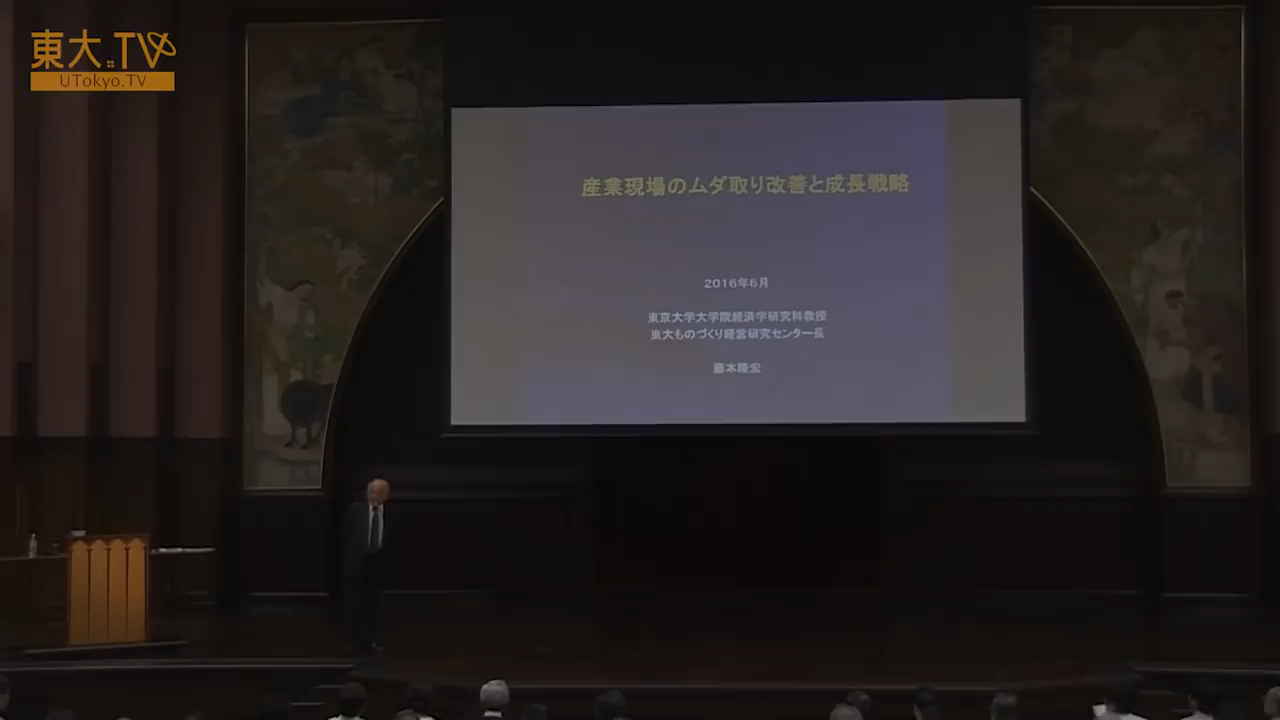 東大.TV
UTokyo.TV
産業現場のムダ取り改善と成長戦略
2016年6月
東京大学大学院経済学研究科教授
東大ものづくり経営研究センター長
藤本隆宏